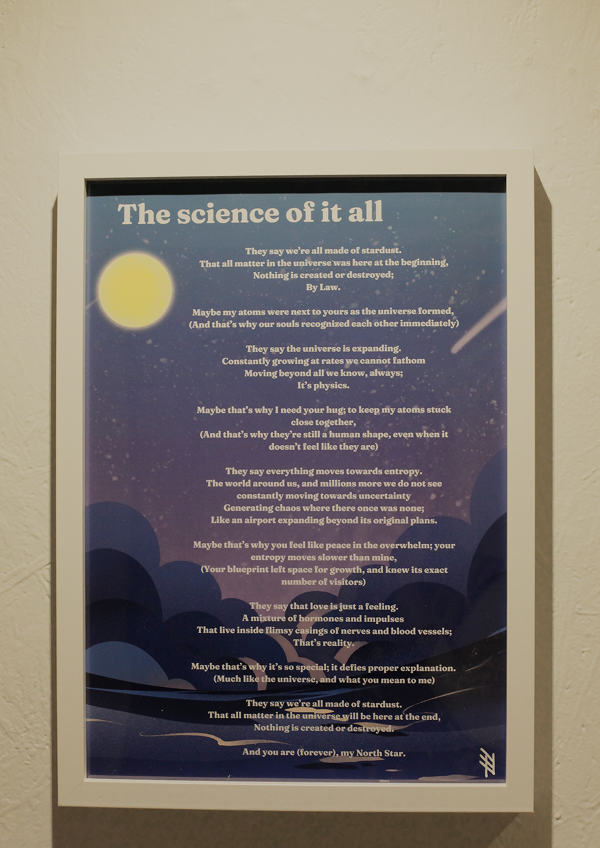 The science of it all
They say we're all made of stardust.
That all matter in the universe was here at the beginning,
Nothing is created or destroyed;
By Law.
Maybe my atoms were next to yours as the universe formed,
(And that's why our souls recognized each other immediately)
They say the universe is expanding.
Constantly growing at rates we cannot fathom
Moving beyond all we know, always;
It's physics.
Maybe that's why I need your hug; to keep my atoms stuck
close together,
(And that's why they're still a human shape, even when it
doesn't feel like they are)
They say everything moves towards entropy.
The world around us, and millions more we do not see
constantly moving towards uncertainty
Generating chaos where there once was none;
Like an airport expanding beyond its original plans.
Maybe that's why you feel like peace in the overwhelm; your
entropy moves slower than mine,
(Your blueprint left space for growth, and knew its exact
number of visitors)
They say that love is just a feeling.
A mixture of hormones and impulses
That live inside flimsy casings of nerves and blood vessels;
That's reality.
Maybe that's why it's so special; it defies proper explanation.
(Much like the universe, and what you mean to me)
They say we're all made of stardust.
That all matter in the universe will be here at the end,
Nothing is created or destroyed.
And you are (forever), my North Star.